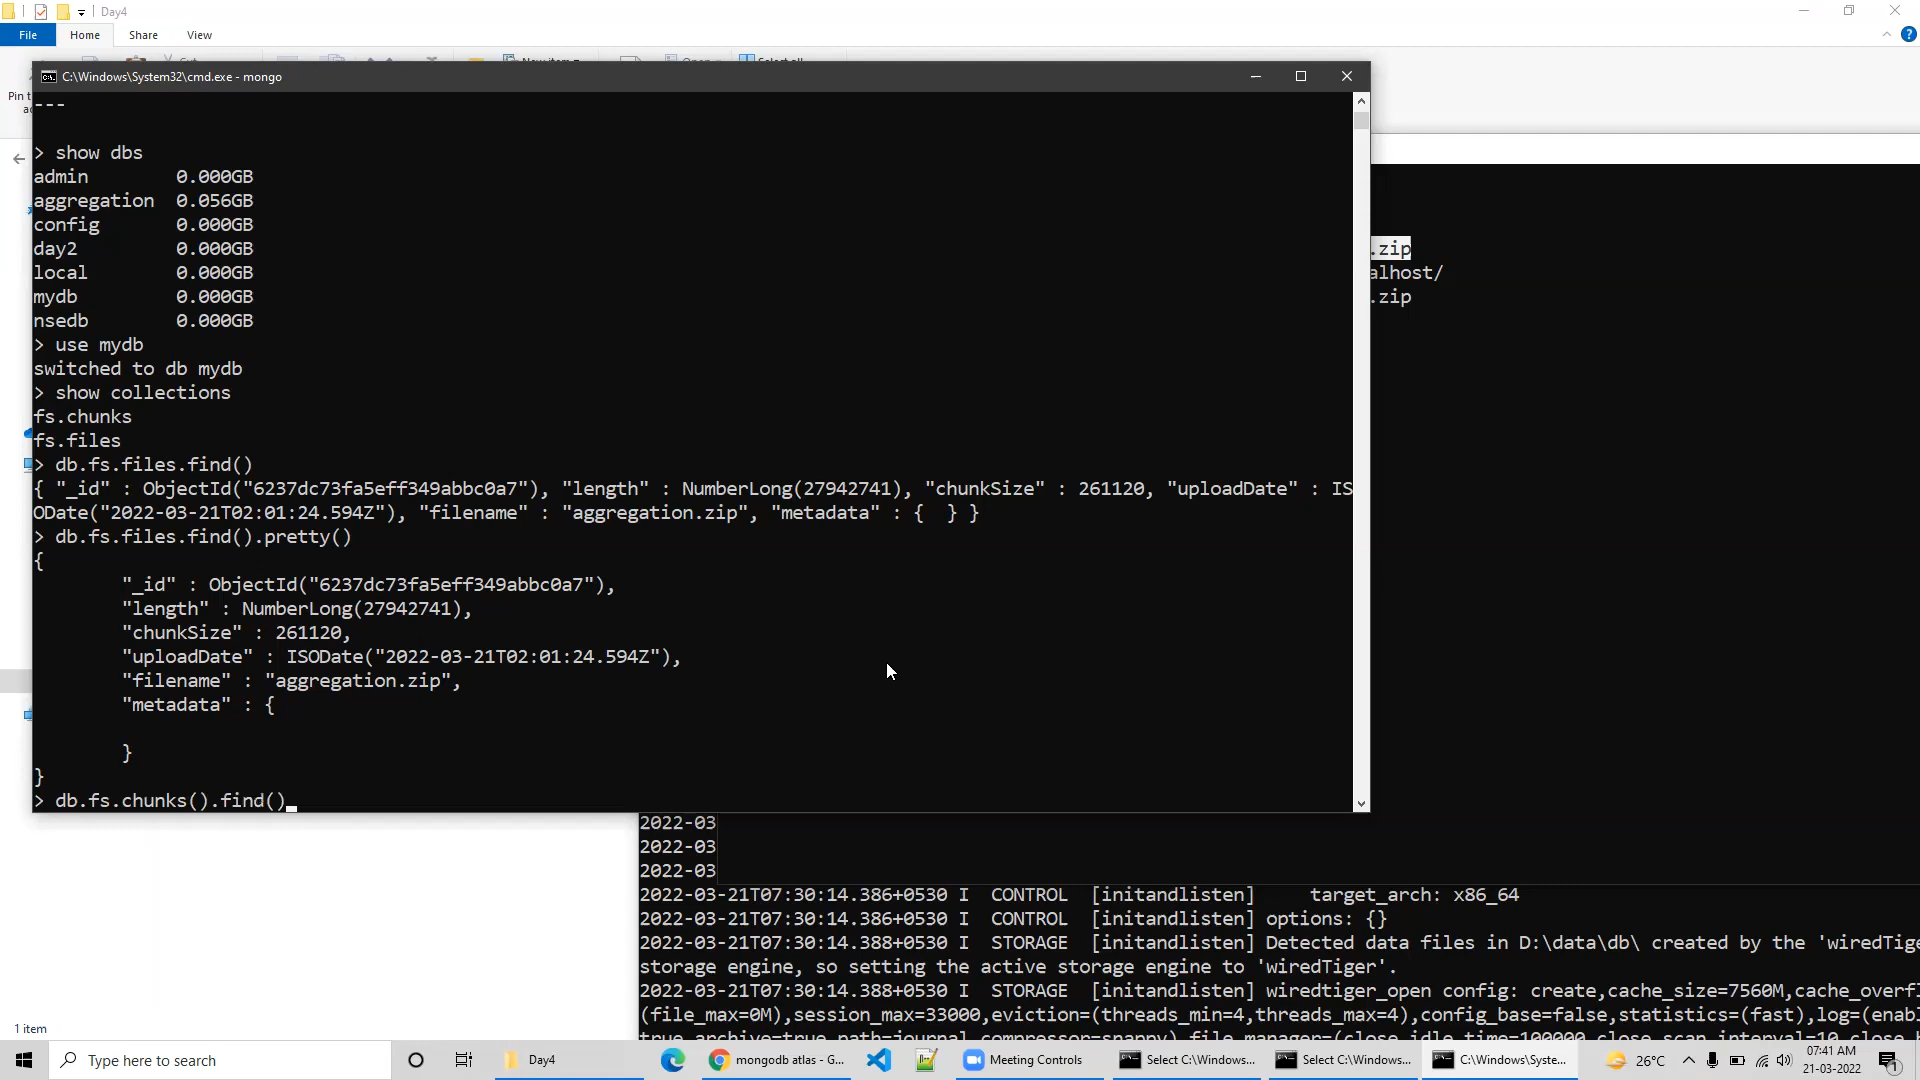 Day4
File Home Share View
New item
Select all
C:\Windows\System32\cmd.exe - mongo
---
> show dbs
admin 0.000GB
aggregation 0.056GB
config 0.000GB
day2 0.000GB
local 0.000GB
mydb 0.000GB
nsedb 0.000GB
> use mydb
switched to db mydb
> show collections
fs.chunks
fs.files
> db.fs.files.find()
{ "_id" : ObjectId("6237dc73fa5eff349abbc0a7"), "length" : NumberLong(27942741), "chunkSize" : 261120, "uploadDate" : IS
ODate("2022-03-21T02:01:24.594Z"), "filename" : "aggregation.zip", "metadata" : {  } }
> db.fs.files.find().pretty()
{
"_id" : ObjectId("6237dc73fa5eff349abbc0a7"),
"length" : NumberLong(27942741),
"chunkSize" : 261120,
"uploadDate" : ISODate("2022-03-21T02:01:24.594Z"),
"filename" : "aggregation.zip",
"metadata" : {
}
}
> db.fs.chunks().find()
.zip
alhost/
.zip
2022-03
2022-03
2022-03
2022-03-21T07:30:14.386+0530 I CONTROL [initandlisten] target_arch: x86_64
2022-03-21T07:30:14.386+0530 I CONTROL [initandlisten] options: {}
2022-03-21T07:30:14.388+0530 I STORAGE [initandlisten] Detected data files in D:\data\db\ created by the 'wiredTige
storage engine, so setting the active storage engine to 'wiredTiger'.
2022-03-21T07:30:14.388+0530 I STORAGE [initandlisten] wiredtiger_open config: create,cache_size=7560M,cache_overfl
(file_max=0M),session_max=33000,eviction=(threads_min=4,threads_max=4),config_base=false,statistics=(fast),log=(enabl
1 item
Type here to search
Day4
mongodb atlas - G...
Meeting Controls
Select C:\Windows...
Select C:\Windows...
C:\Windows\Syste...
26°C
07:41 AM
21-03-2022